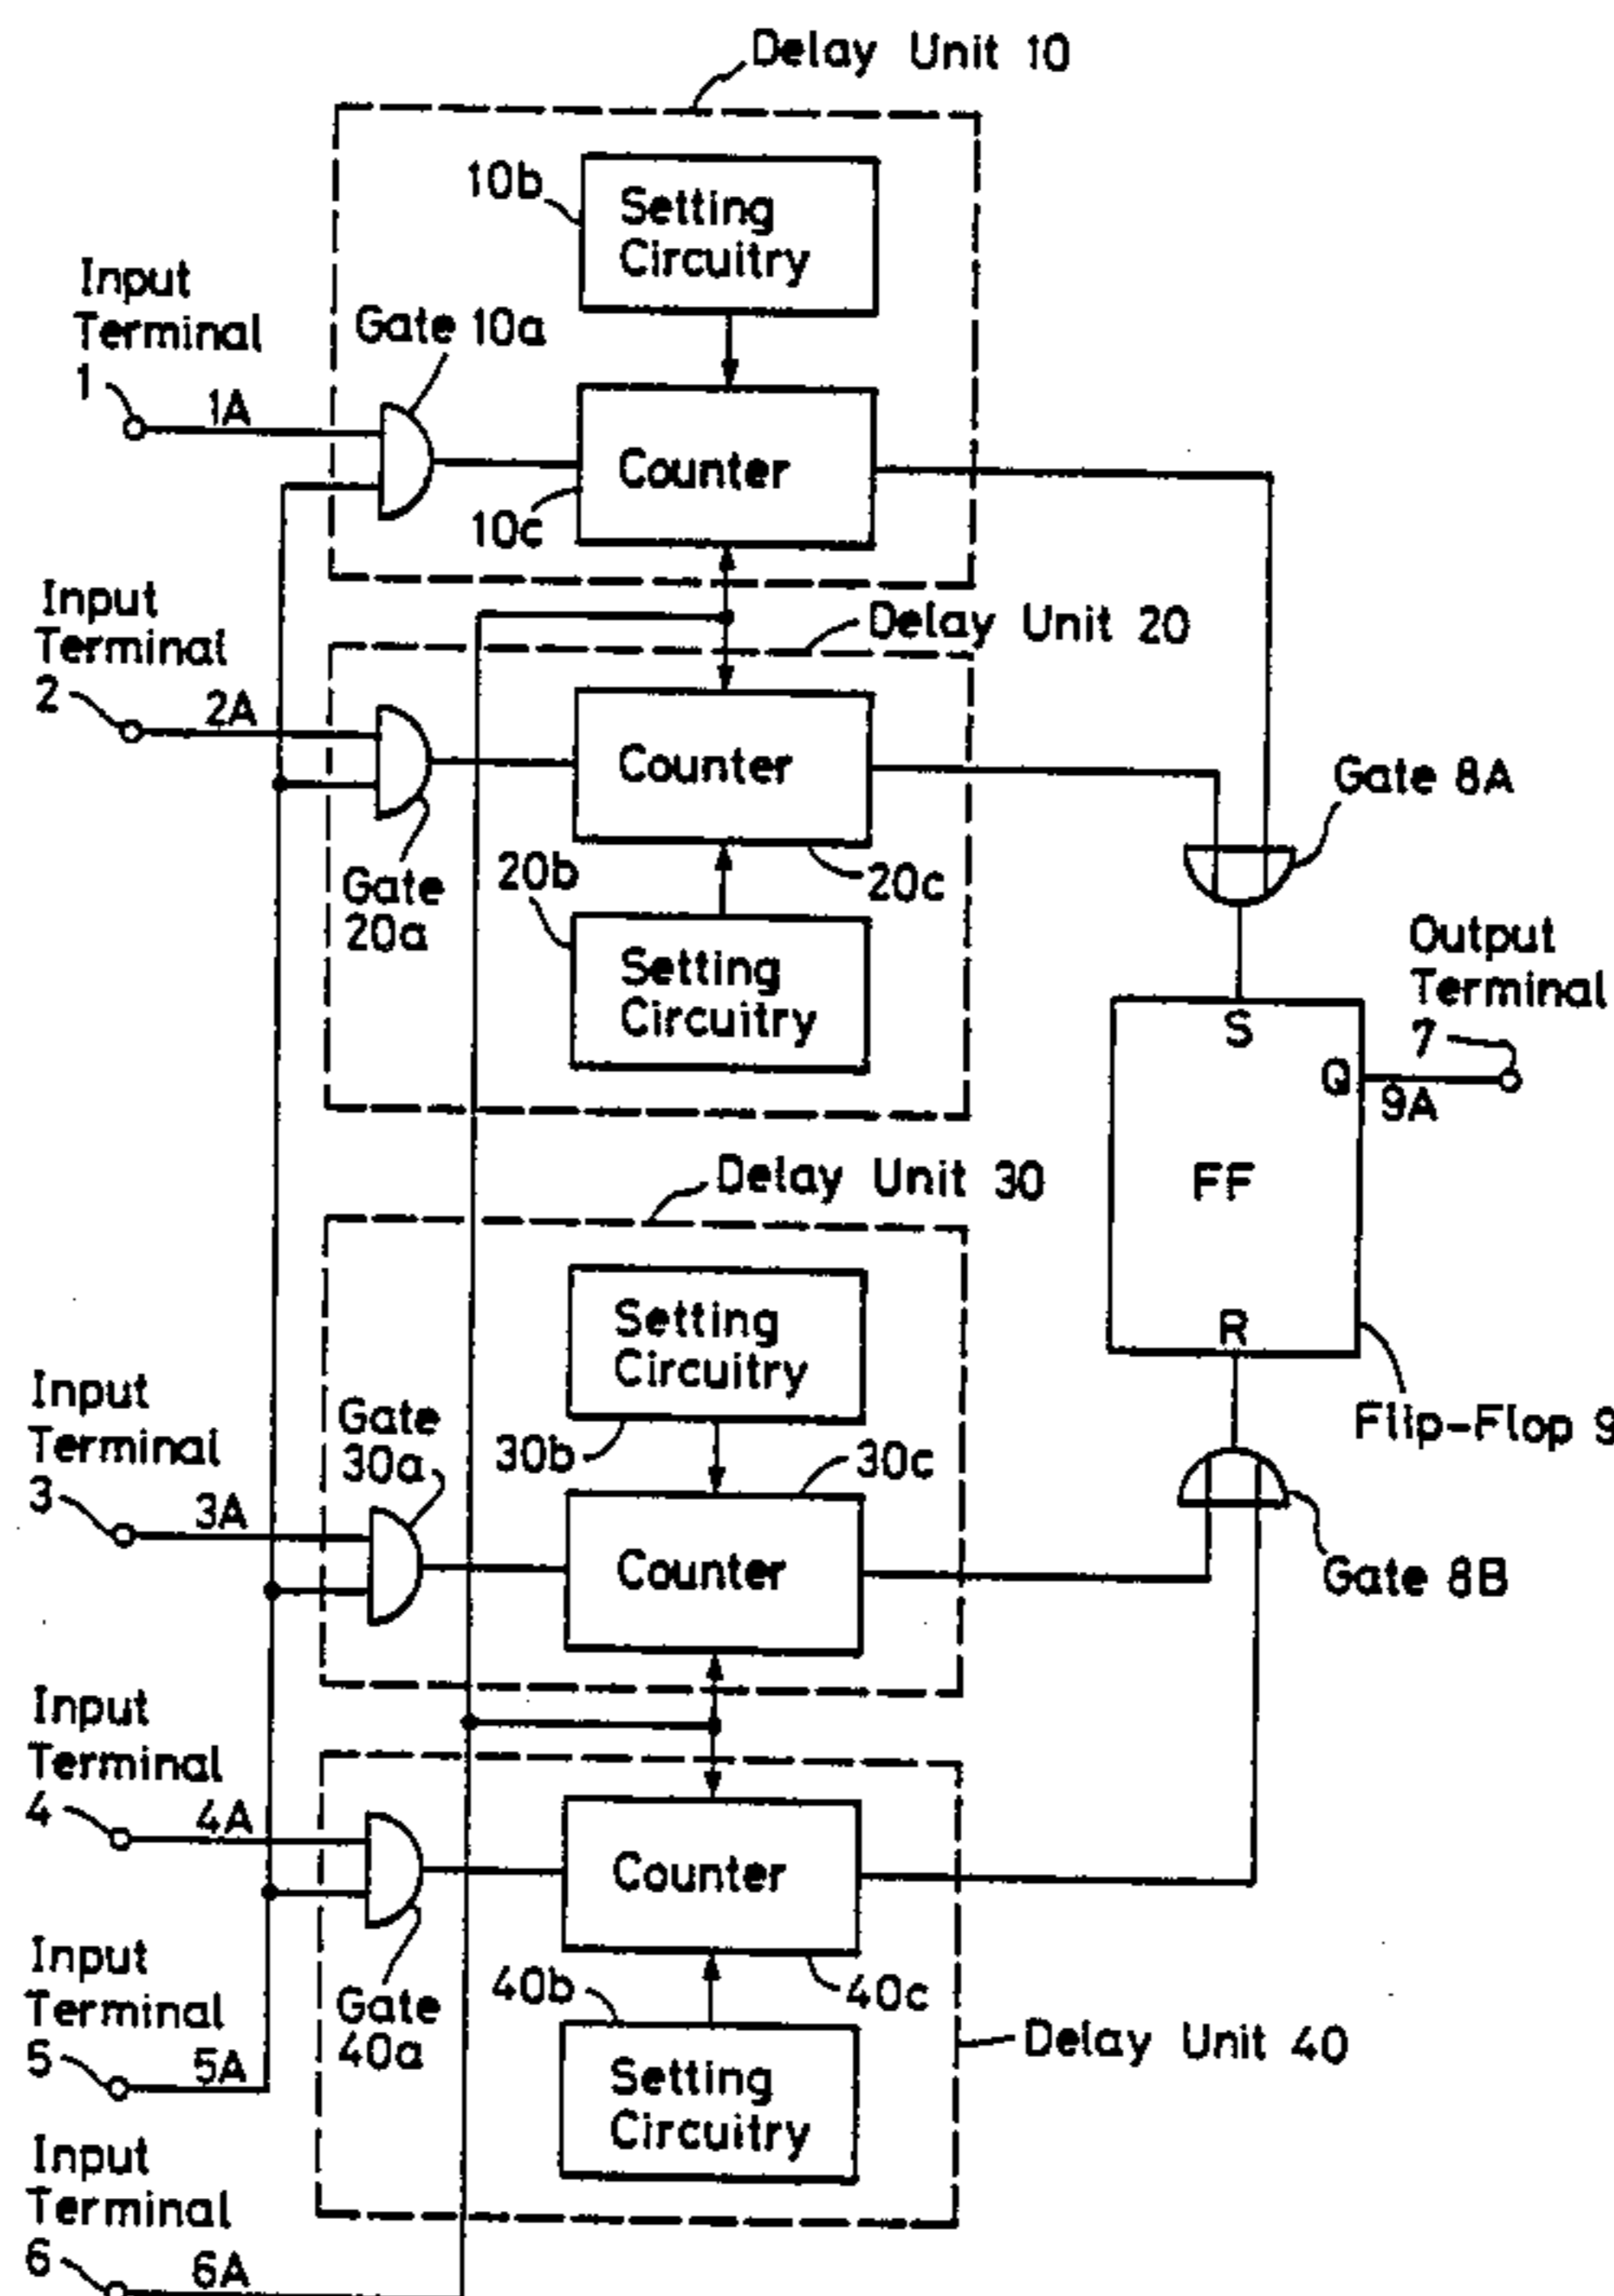 Delay Unit 10
10b
Setting
Circuitry
Input
Terminal
1
1A
Gate 10a
Counter
10c
Input
Terminal
2
2A
Delay Unit 20
Counter
Gate 8A
Gate
20a
20b
20c
Setting
Circuitry
Output
Terminal
7
S
Q
9A
FF
R
Flip-Flop 9
Delay Unit 30
Setting
Circuitry
Input
Terminal
3
3A
Gate
30a
30b
30c
Counter
Gate 8B
Input
Terminal
4
4A
Counter
Gate
40a
40b
40c
Input
Terminal
5
5A
Delay Unit 40
Setting
Circuitry
Input
Terminal
6
6A